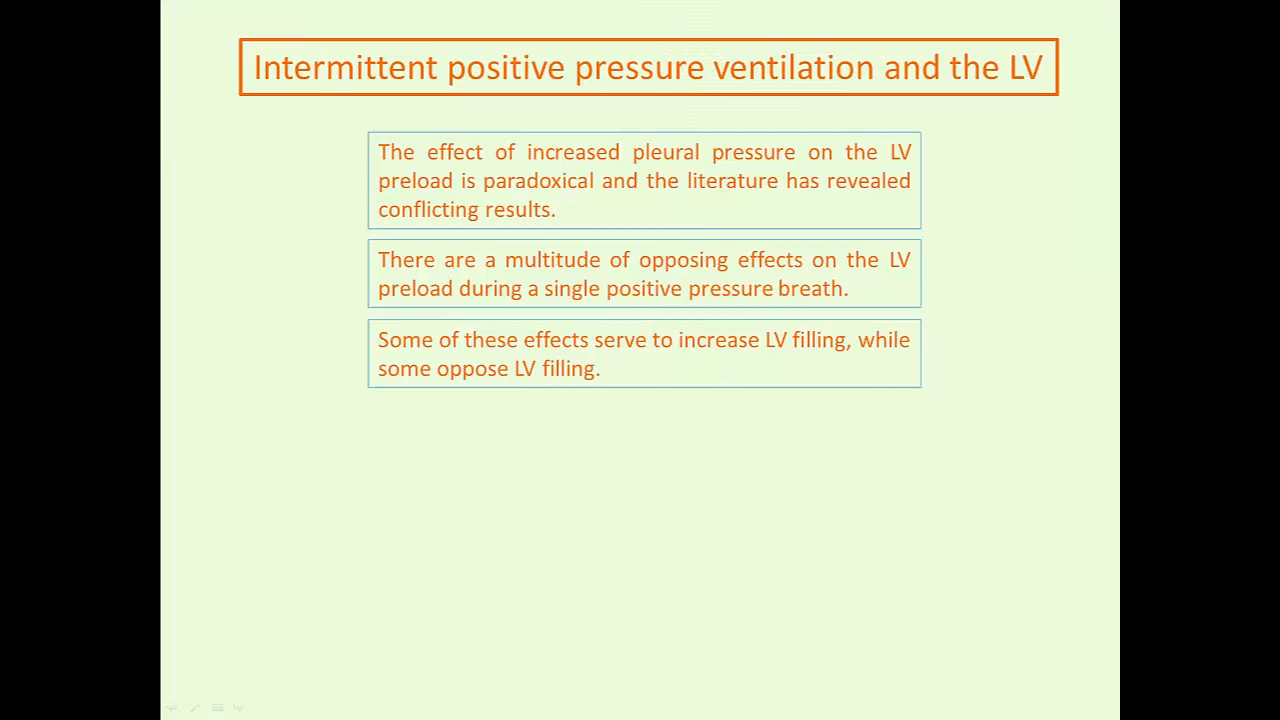 Intermittent positive pressure ventilation and the LV
The effect of increased pleural pressure on the LV
preload is paradoxical and the literature has revealed
conflicting results.
There are a multitude of opposing effects on the LV
preload during a single positive pressure breath.
Some of these effects serve to increase LV filling, while
some oppose LV filling.